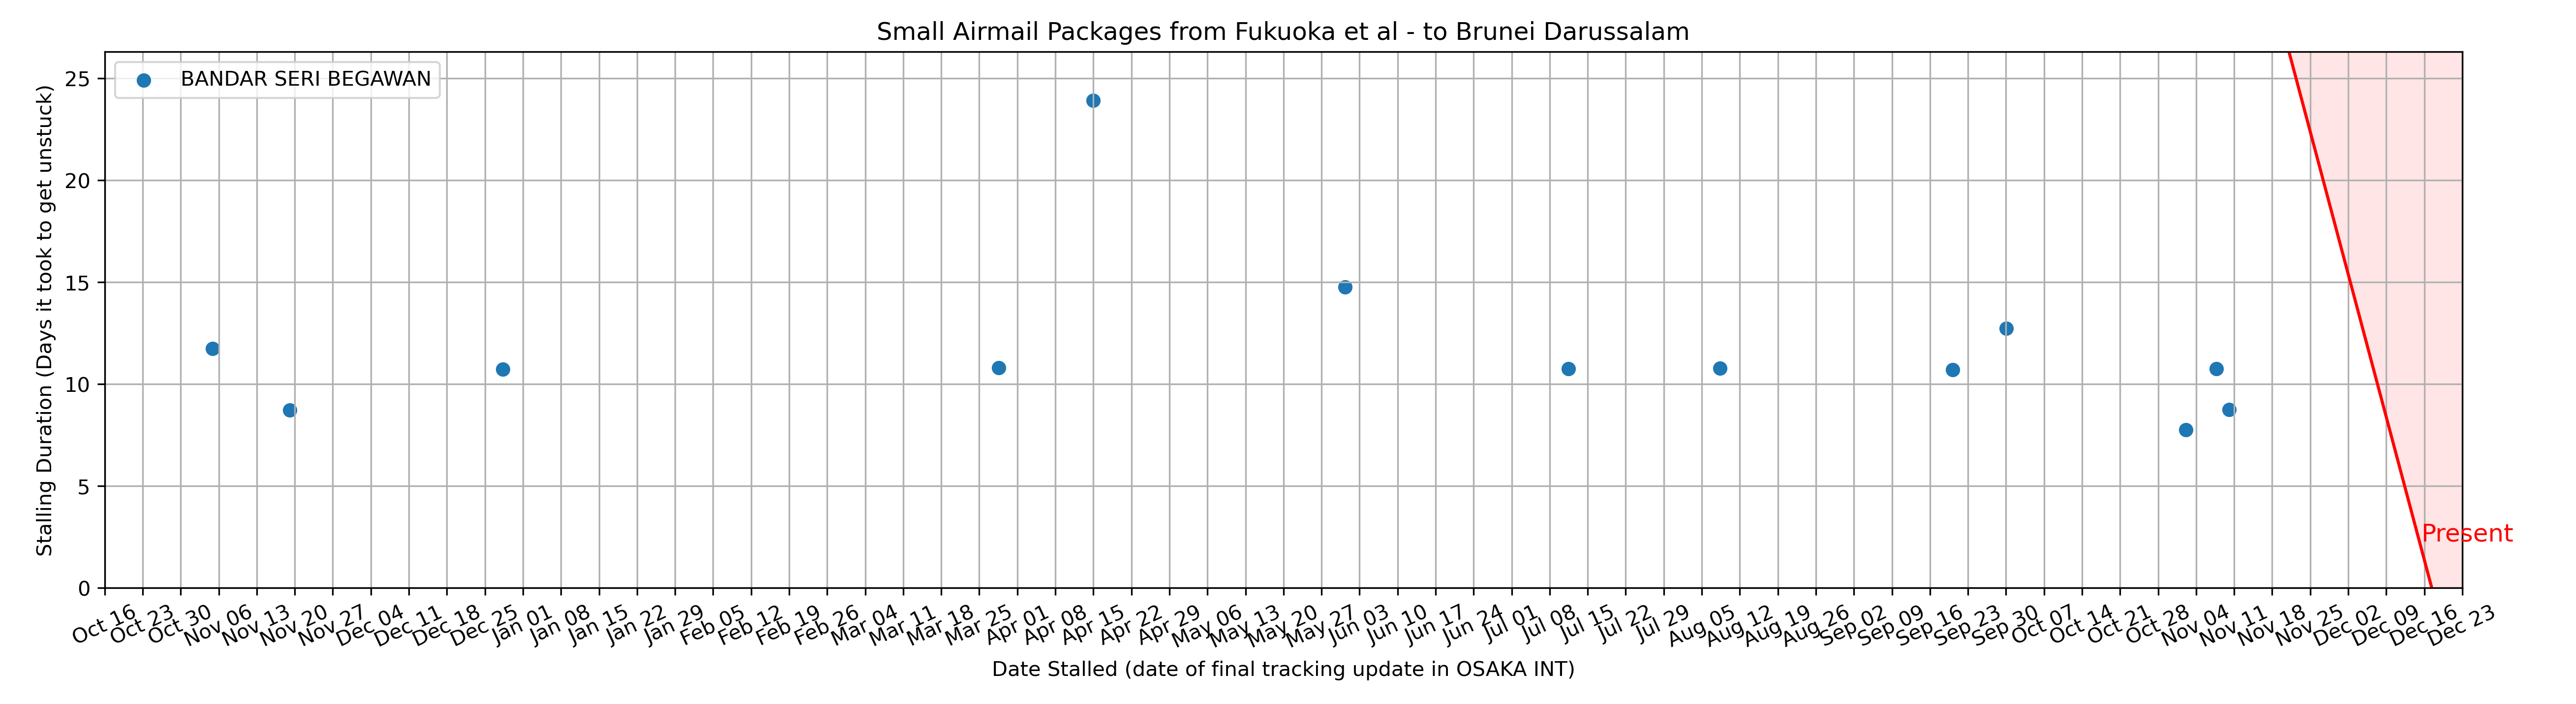 Small Airmail Packages from Fukuoka et al - to Brunei Darussalam
BANDAR SERI BEGAWAN
Stalling Duration (Days it took to get unstuck)
25
20
15
10
5
0
Present
Oct 16
Oct 23
Oct 30
Nov 06
Nov 13
Nov 20
Nov 27
Dec 04
Dec 11
Dec 18
Dec 25
Jan 01
Jan 08
Jan 15
Jan 22
Jan 29
Feb 05
Feb 12
Feb 19
Feb 26
Mar 04
Mar 11
Mar 18
Mar 25
Apr 01
Apr 08
Apr 15
Apr 22
Apr 29
May 06
May 13
May 20
May 27
Jun 03
Jun 10
Jun 17
Jun 24
Jul 01
Jul 08
Jul 15
Jul 22
Jul 29
Aug 05
Aug 12
Aug 19
Aug 26
Sep 02
Sep 09
Sep 16
Sep 23
Sep 30
Oct 07
Oct 14
Oct 21
Oct 28
Nov 04
Nov 11
Nov 18
Nov 25
Dec 02
Dec 09
Dec 16
Dec 23
Date Stalled (date of final tracking update in OSAKA INT)